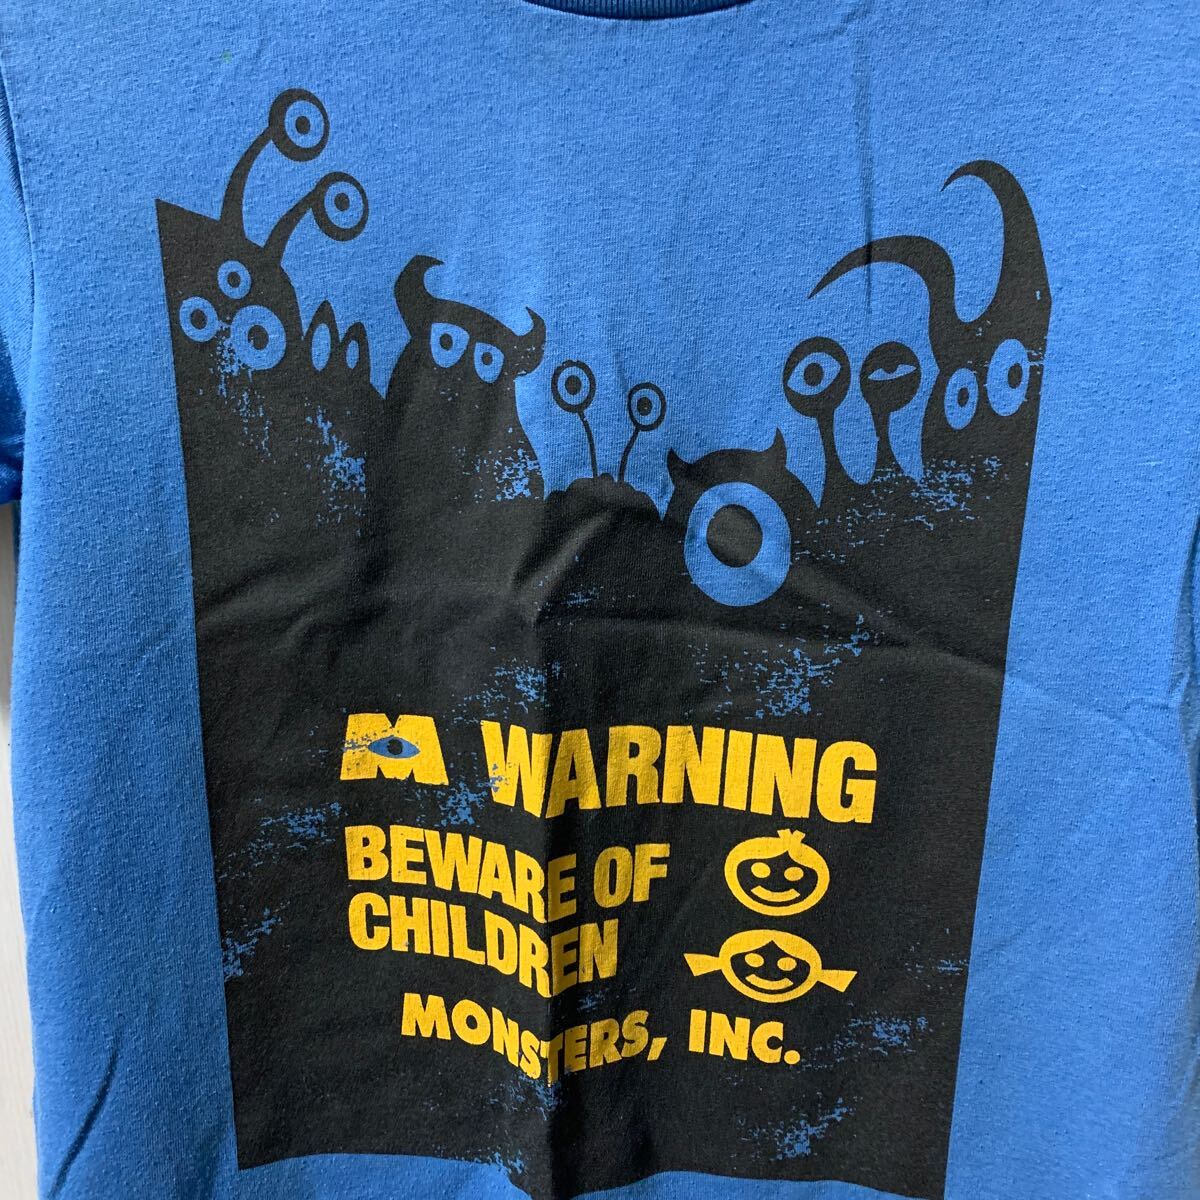 M WARNING
BEWARE OF
CHILDREN
MONSTERS, INC.